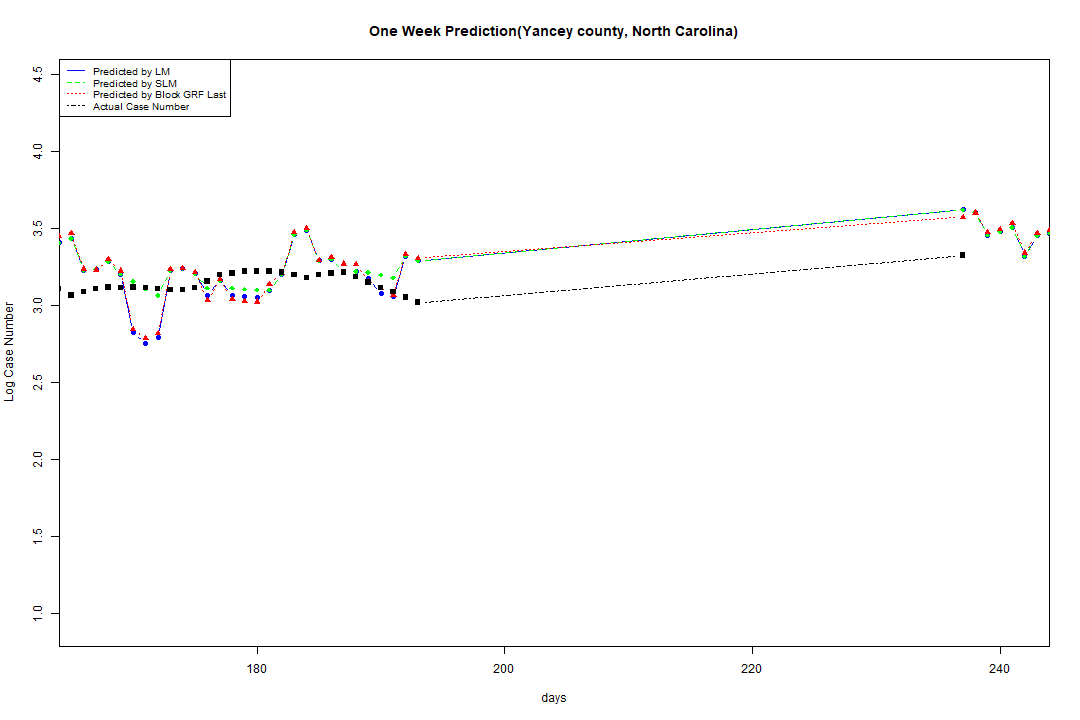 One Week Prediction(Yancey county, North Carolina)
Predicted by LM
Predicted by SLM
Predicted by Block GRF Last
Actual Case Number
4.5
4.0
3.5
3.0
2.5
2.0
1.5
1.0
Log Case Number
180 200 220 240
days